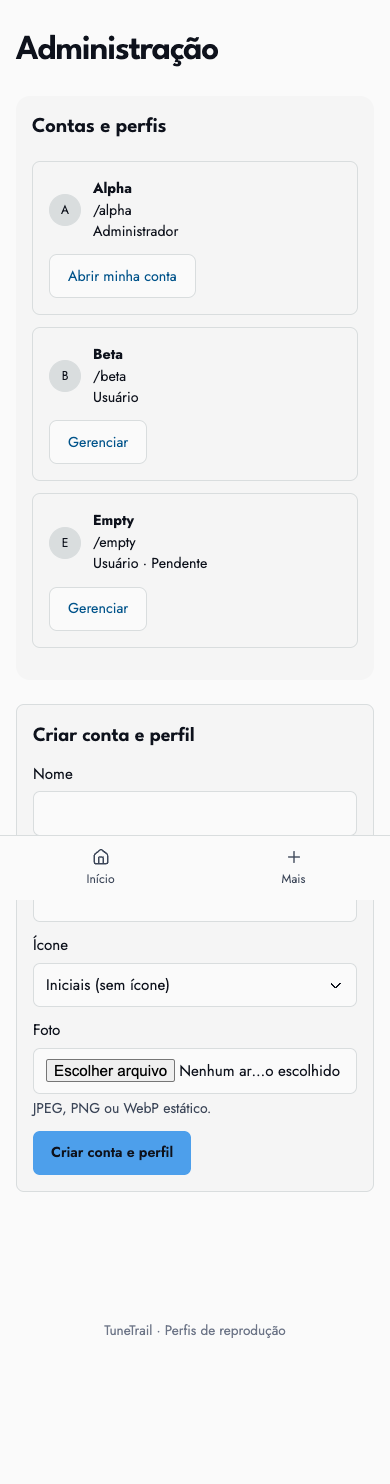 Administração
Contas e perfis
A
Alpha
/alpha
Administrador
Abrir minha conta
B
Beta
/beta
Usuário
Gerenciar
E
Empty
/empty
Usuário · Pendente
Gerenciar
Criar conta e perfil
Nome
Início
Mais
Ícone
Iniciais (sem ícone)
Foto
Escolher arquivo Nenhum ar...o escolhido
JPEG, PNG ou WebP estático.
Criar conta e perfil
TuneTrail · Perfis de reprodução